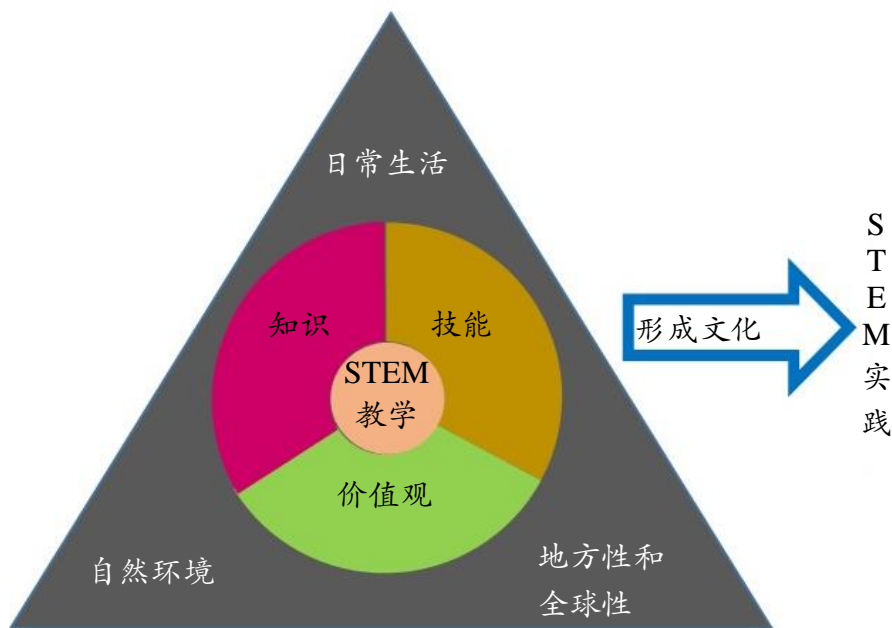 日常生活
知识
技能
STEM
教学
价值观
自然环境
地方性和
全球性
形成文化
S
T
E
M
实
践